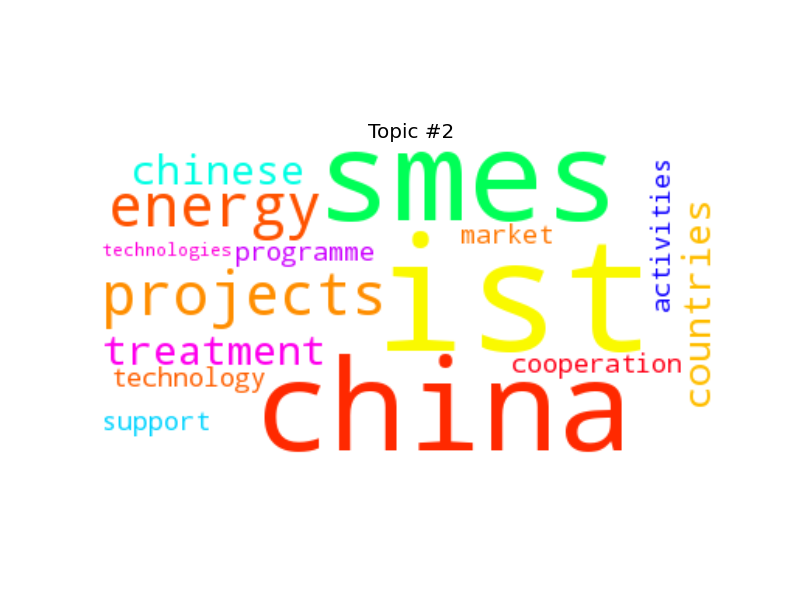 Topic #2
chinese
smes
energy
activities
market
technologies
programme
countries
ist
projects
treatment
cooperation
technology
china
support